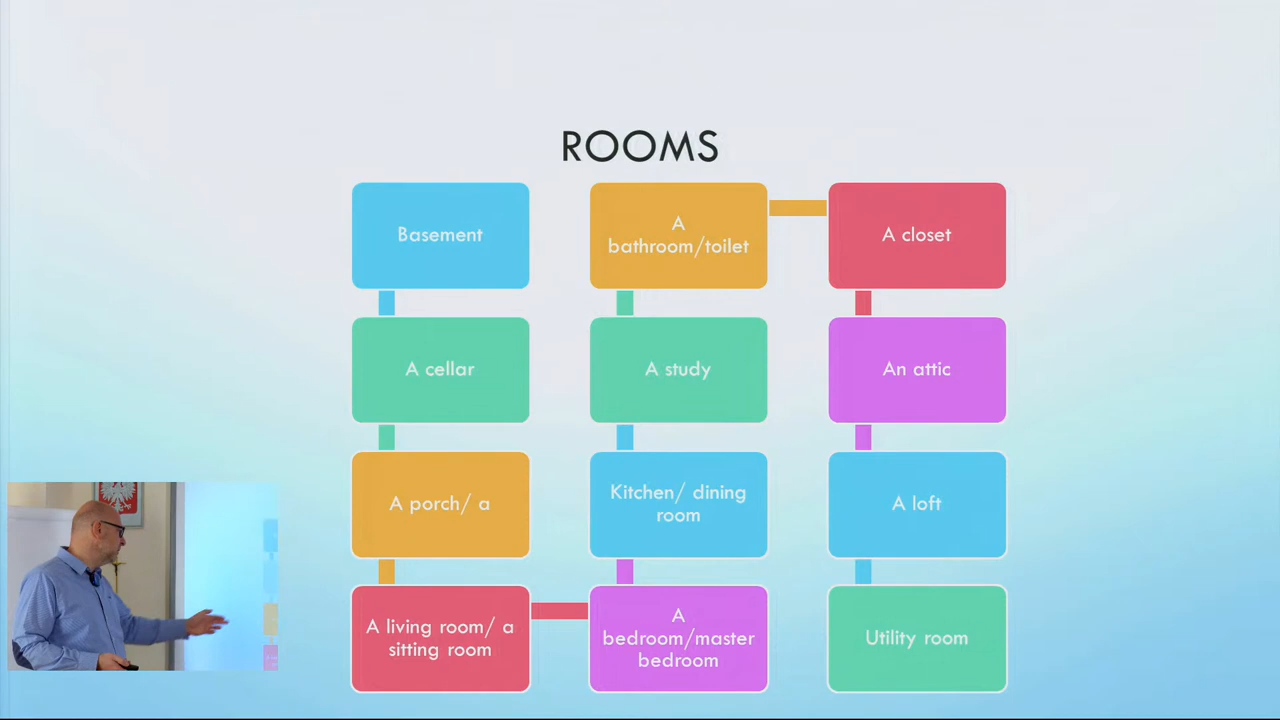 ROOMS
Basement
A cellar
A porch/ a
A living room/ a
sitting room
A
bedroom/master
bedroom
Kitchen/ dining
room
A study
A
bathroom/toilet
A closet
An attic
A loft
Utility room